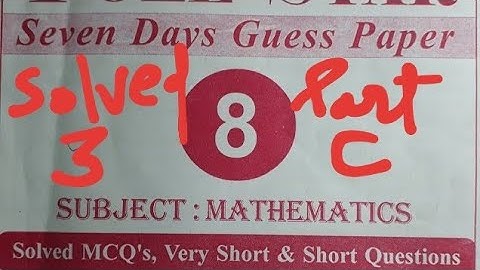 Seven Days Guess Paper
Solved Part
8
3 C
SUBJECT : MATHEMATICS
Solved MCQ's, Very Short & Short Questions